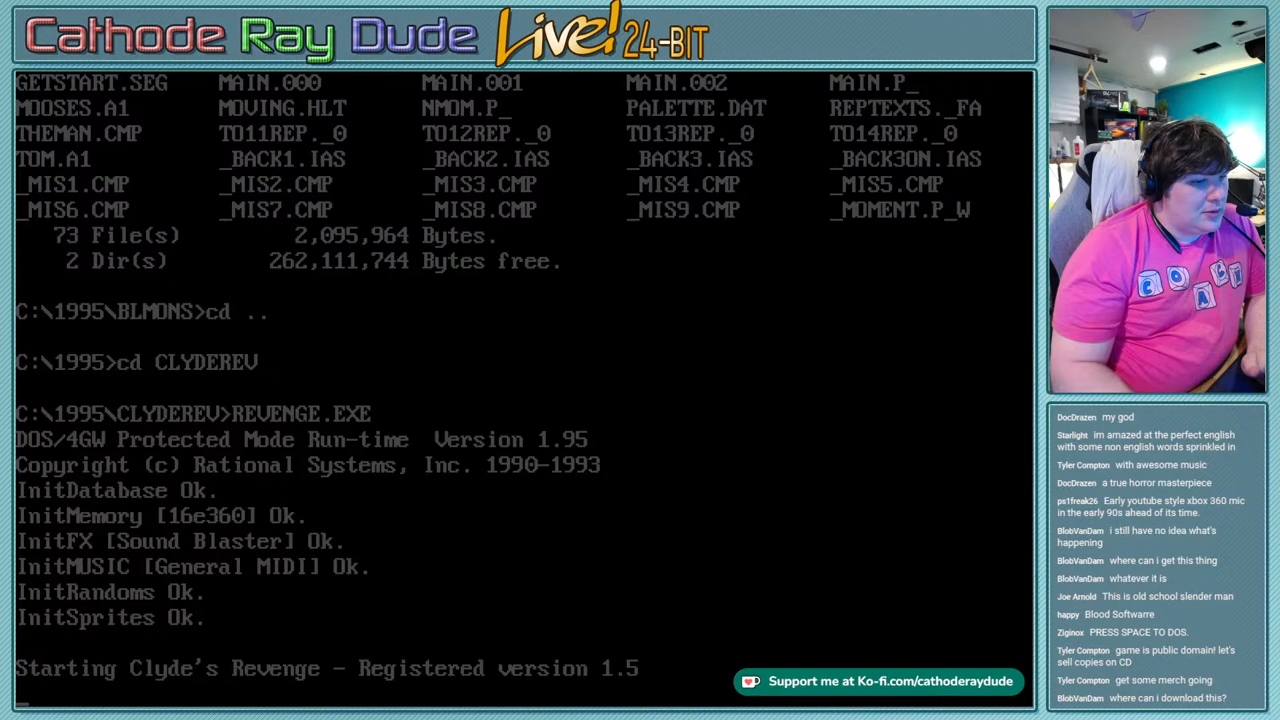 Cathode Ray Dude Live! 24-BIT
GETSTART.SEG MAIN.000 MAIN.001 MAIN.002 MAIN.P_
MOOSES.A1 MOVING.HLT NMOM.P_ PALETTE.DAT REPTEXTS._FA
THEMAN.CMP TO11REP._0 TO12REP._0 TO13REP._0 TO14REP._0
TOM.A1 _BACK1.IAS _BACK2.IAS _BACK3.IAS _BACK3ON.IAS
_MIS1.CMP _MIS2.CMP _MIS3.CMP _MIS4.CMP _MIS5.CMP
_MIS6.CMP _MIS7.CMP _MIS8.CMP _MIS9.CMP _MOMENT.P_W
73 File(s) 2,095,964 Bytes.
2 Dir(s) 262,111,744 Bytes free.
C:\1995\BLMONS>cd ..
C:\1995>cd CLYDEREV
C:\1995\CLYDEREV>REVENGE.EXE
DOS/4GW Protected Mode Run-time Version 1.95
Copyright (c) Rational Systems, Inc. 1990-1993
InitDatabase Ok.
InitMemory [16e360] Ok.
InitFX [Sound Blaster] Ok.
InitMUSIC [General MIDI] Ok.
InitRandoms Ok.
InitSprites Ok.
Starting Clyde's Revenge - Registered version 1.5
Support me at Ko-fi.com/cathoderaydude
DocDrazen my god
Starlight im amazed at the perfect english
with some non english words sprinkled in
Tyler Compton with awesome music
DocDrazen a true horror masterpiece
ps1freak26 Early youtube style xbox 360 mic
in the early 90s ahead of its time.
BlobVanDam i still have no idea what's
happening
BlobVanDam where can i get this thing
BlobVanDam whatever it is
Joe Arnold This is old school slender man
happy Blood Softwarre
Ziginox PRESS SPACE TO DOS.
Tyler Compton game is public domain! let's
sell copies on CD
Tyler Compton get some merch going
BlobVanDam where can i download this?